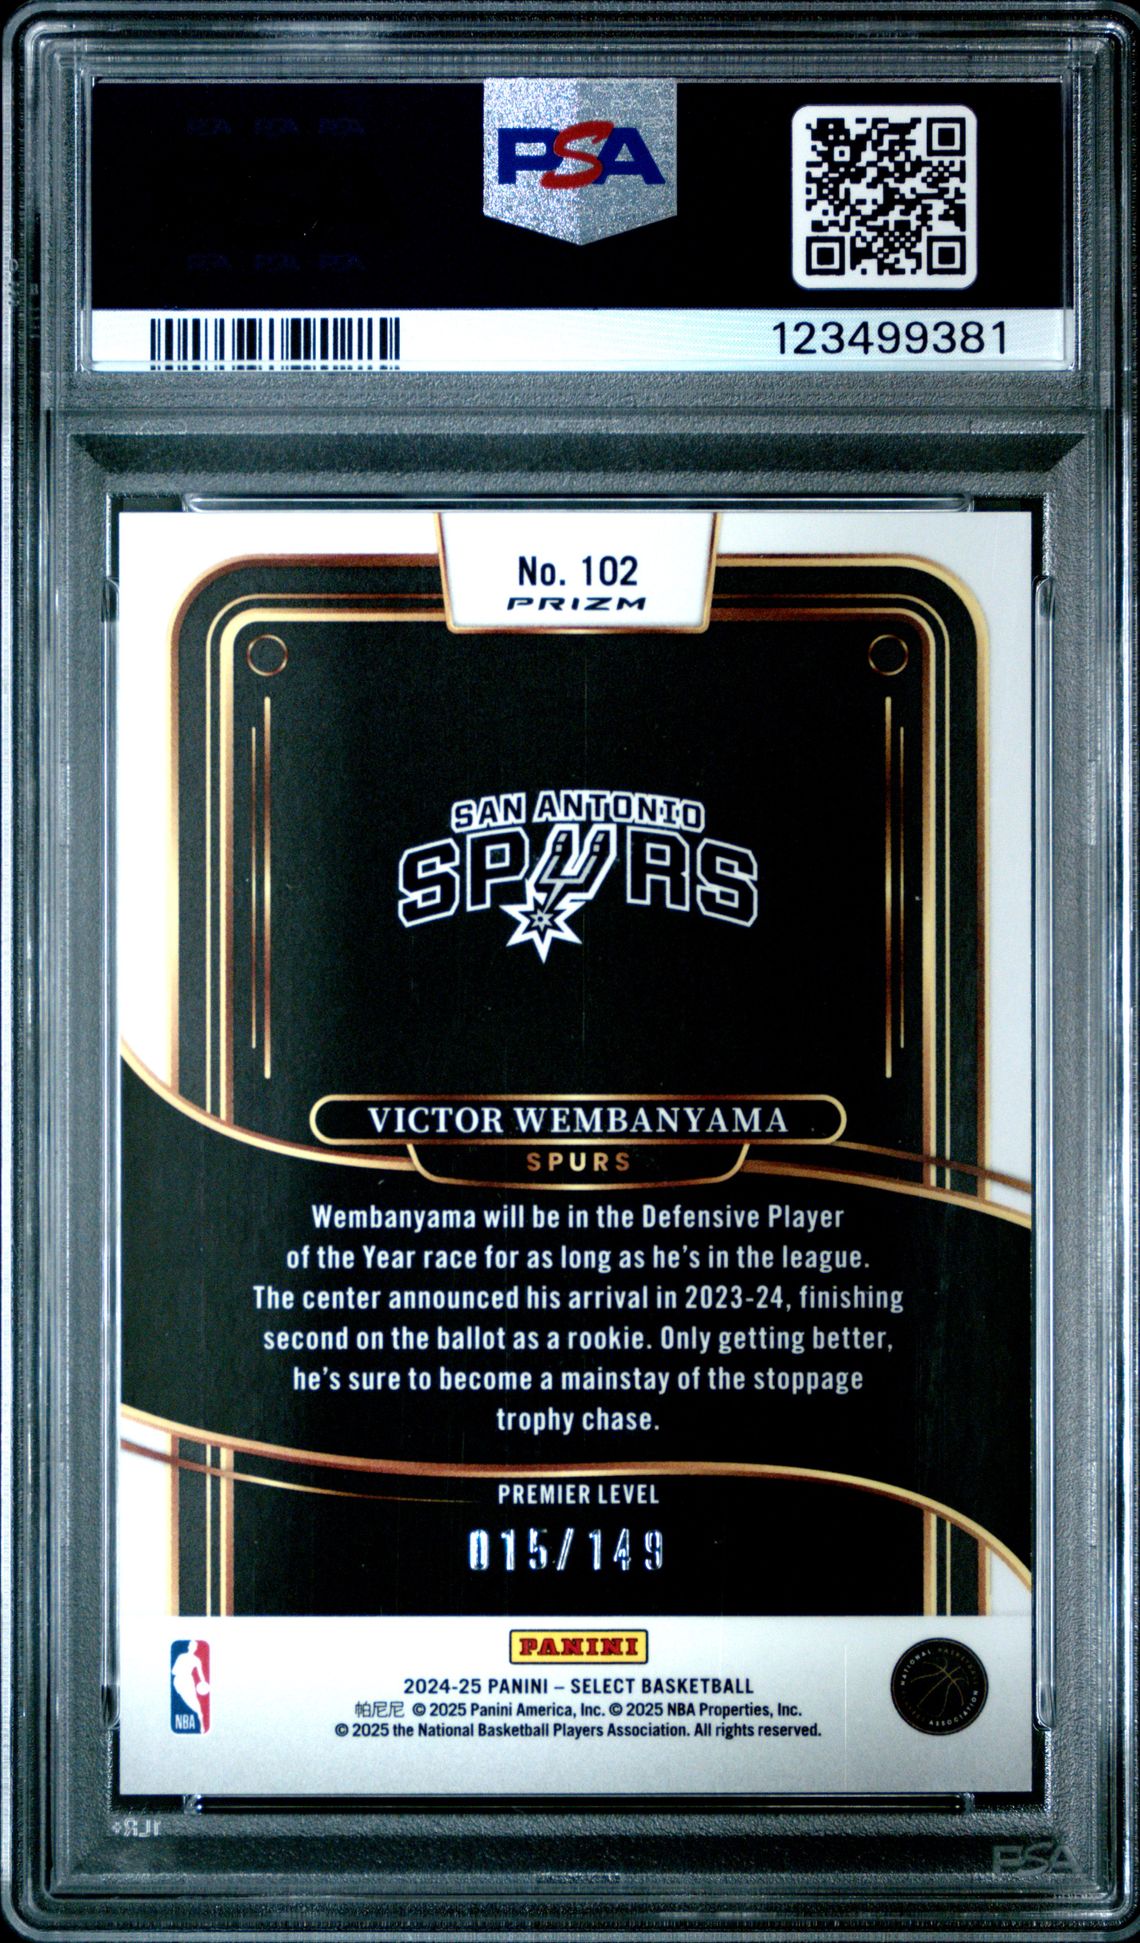 PSA
123499381
No. 102
PRIZM
SAN ANTONIO
SPURS
VICTOR WEMBANYAMA
SPURS
Wembanyama will be in the Defensive Player
of the Year race for as long as he's in the league.
The center announced his arrival in 2023-24, finishing
second on the ballot as a rookie. Only getting better,
he's sure to become a mainstay of the stoppage
trophy chase.
PREMIER LEVEL
015/149
PANINI
2024-25 PANINI – SELECT BASKETBALL
帕尼尼 © 2025 Panini America, Inc. © 2025 NBA Properties, Inc.
© 2025 the National Basketball Players Association. All rights reserved.
NBA
PSA